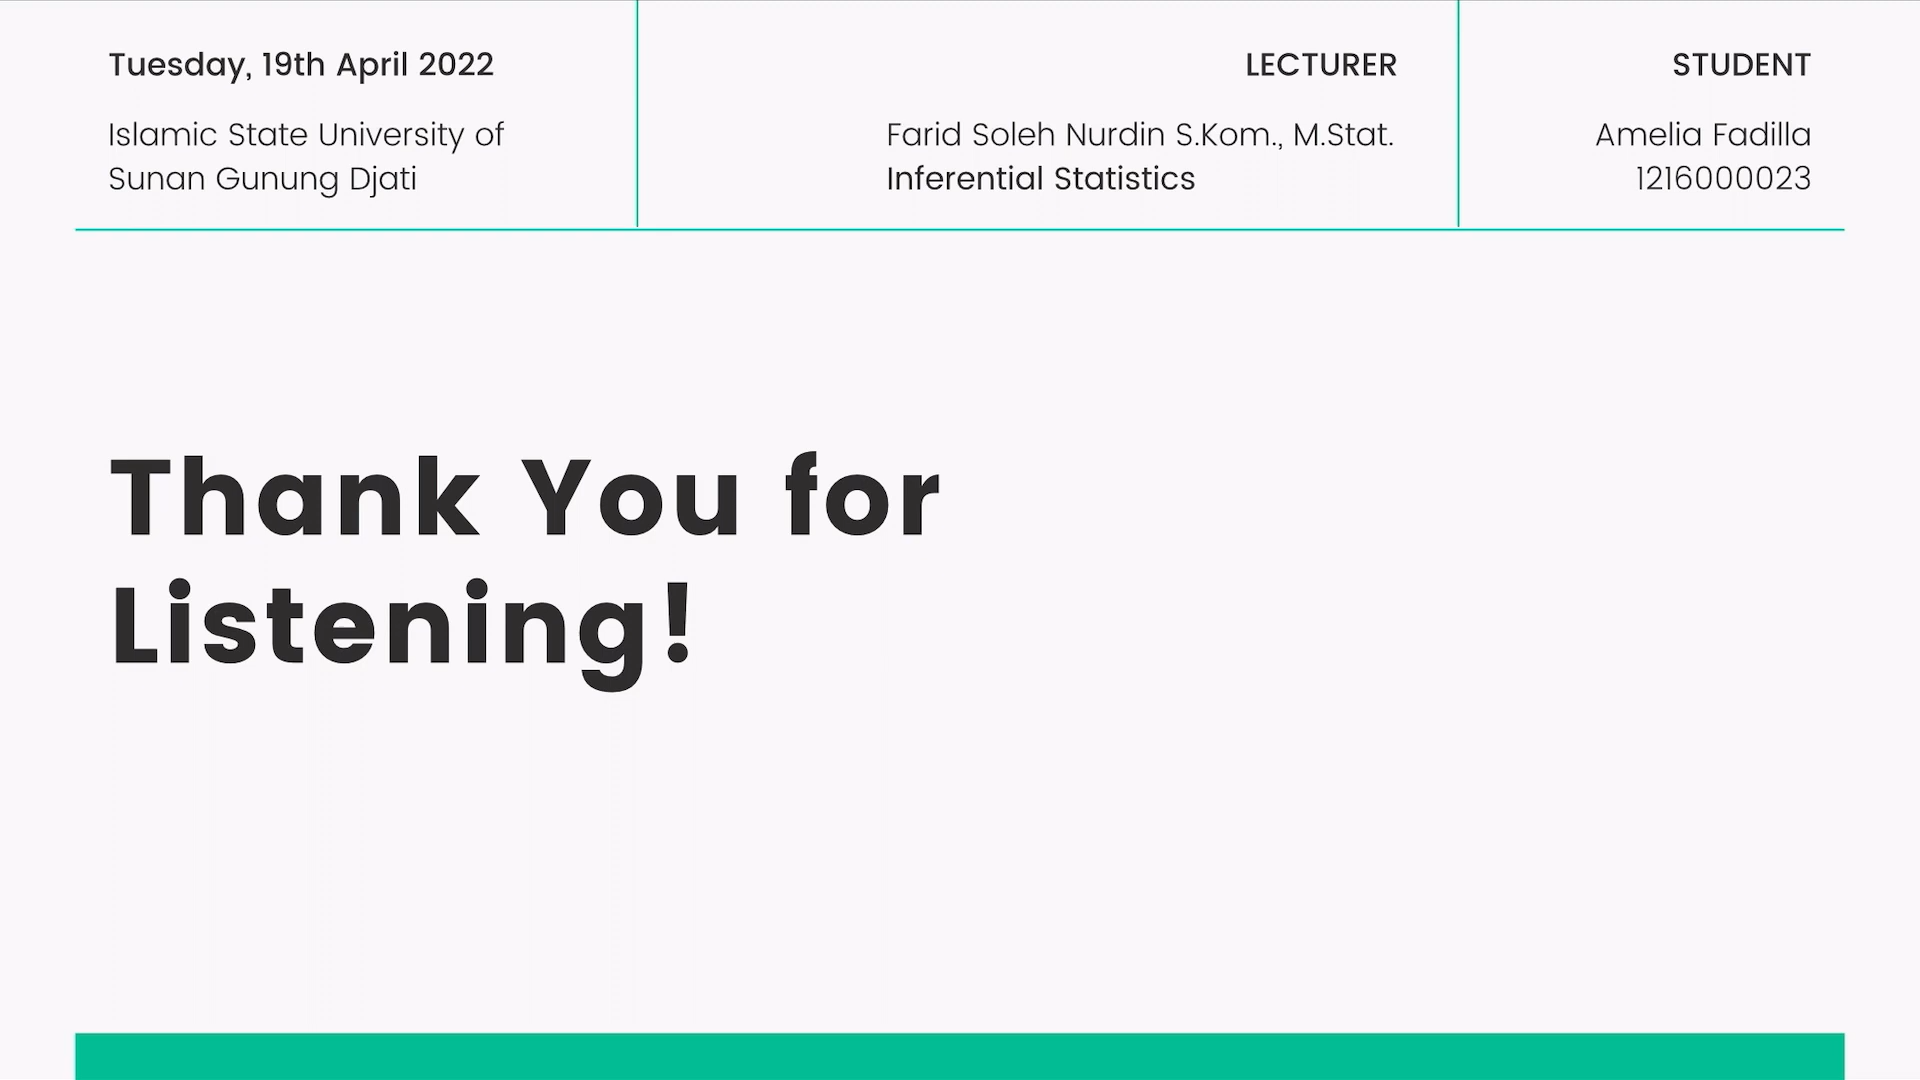 Tuesday, 19th April 2022
Islamic State University of
Sunan Gunung Djati
LECTURER
Farid Soleh Nurdin S.Kom., M.Stat.
Inferential Statistics
STUDENT
Amelia Fadilla
1216000023
Thank You for
Listening!